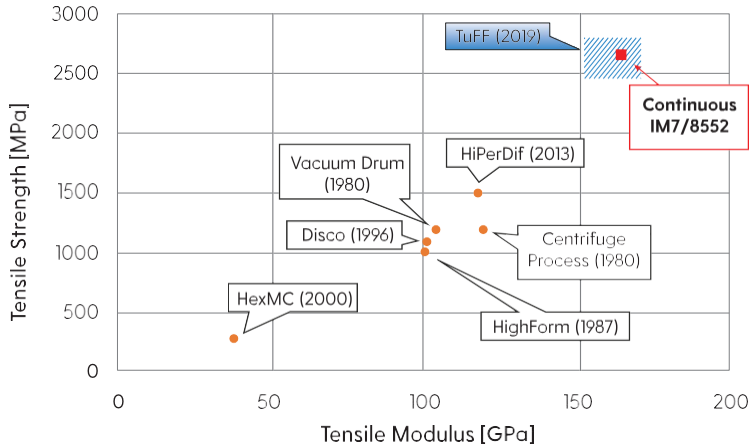 3000
2500
2000
1500
1000
500
0
Tensile Strength [MPa]
TuFF (2019)
Continuous
IM7/8552
HiPerDif (2013)
Vacuum Drum
(1980)
Disco (1996)
Centrifuge
Process (1980)
HexMC (2000)
HighForm (1987)
0
50
100
150
200
Tensile Modulus [GPa]